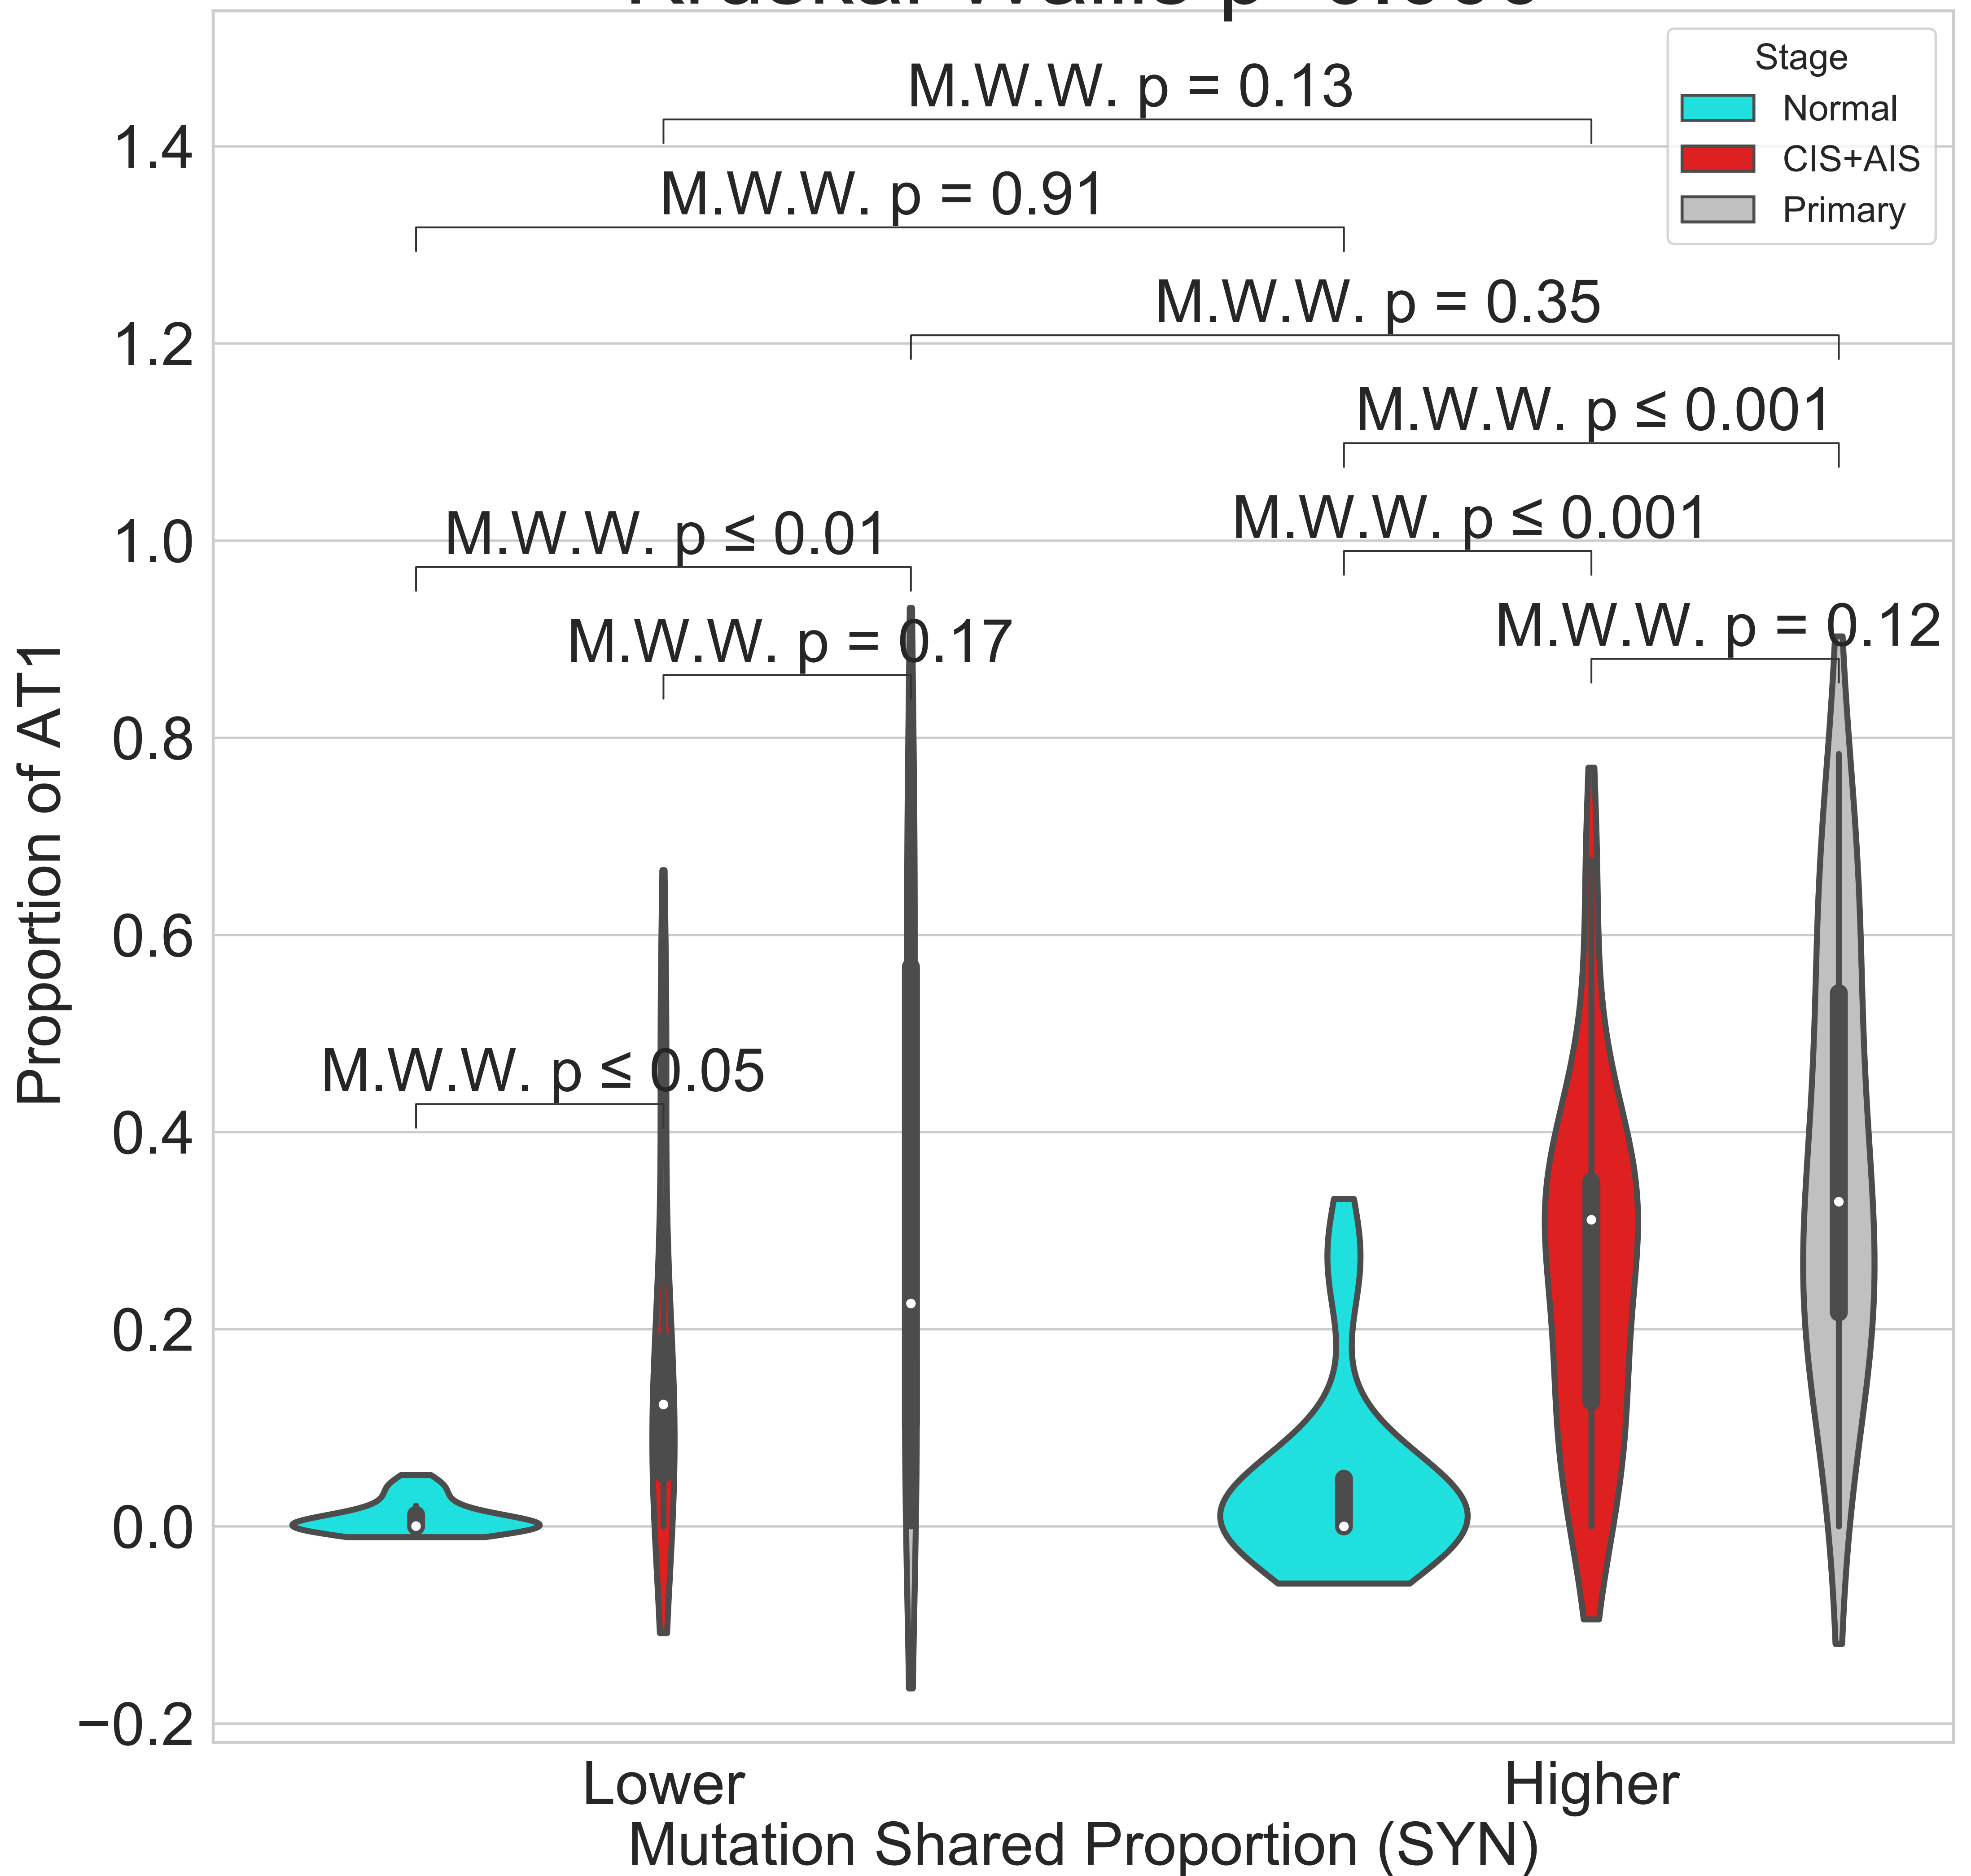 Stage
Normal
CIS+AIS
Primary
M.W.W. p = 0.13
M.W.W. p = 0.91
M.W.W. p = 0.35
M.W.W. p ≤ 0.001
M.W.W. p ≤ 0.001
M.W.W. p ≤ 0.01
M.W.W. p = 0.12
M.W.W. p = 0.17
M.W.W. p ≤ 0.05
1.4
1.2
1.0
0.8
0.6
0.4
0.2
0.0
−0.2
Proportion of AT1
Lower
Higher
Mutation Shared Proportion (SYN)